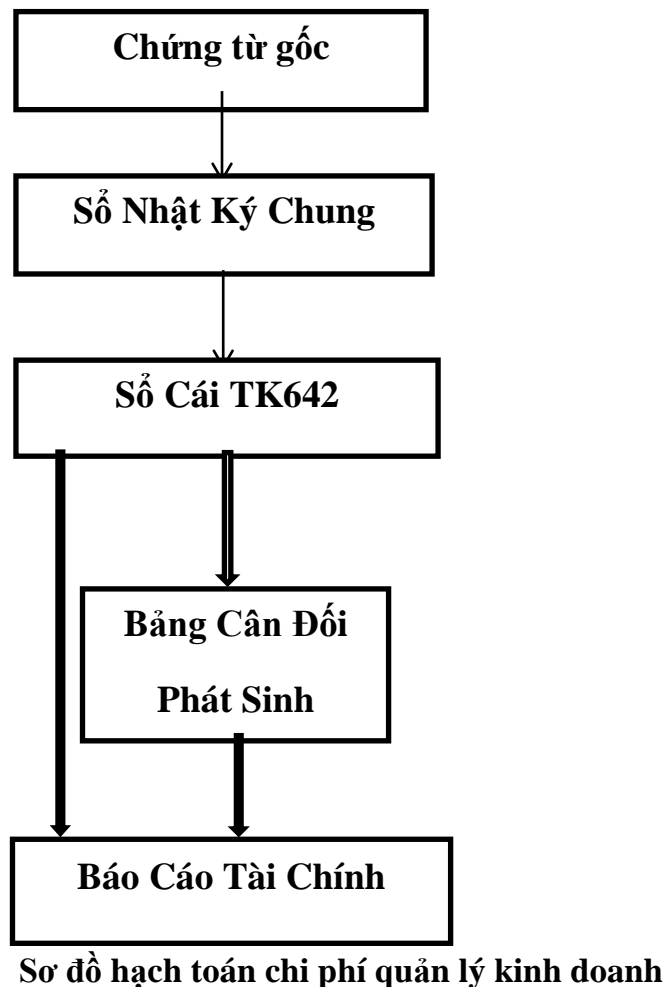 Chứng từ gốc
Sổ Nhật Ký Chung
Sổ Cái TK642
Bảng Cân Đối
Phát Sinh
Báo Cáo Tài Chính
Sơ đồ hạch toán chi phí quản lý kinh doanh